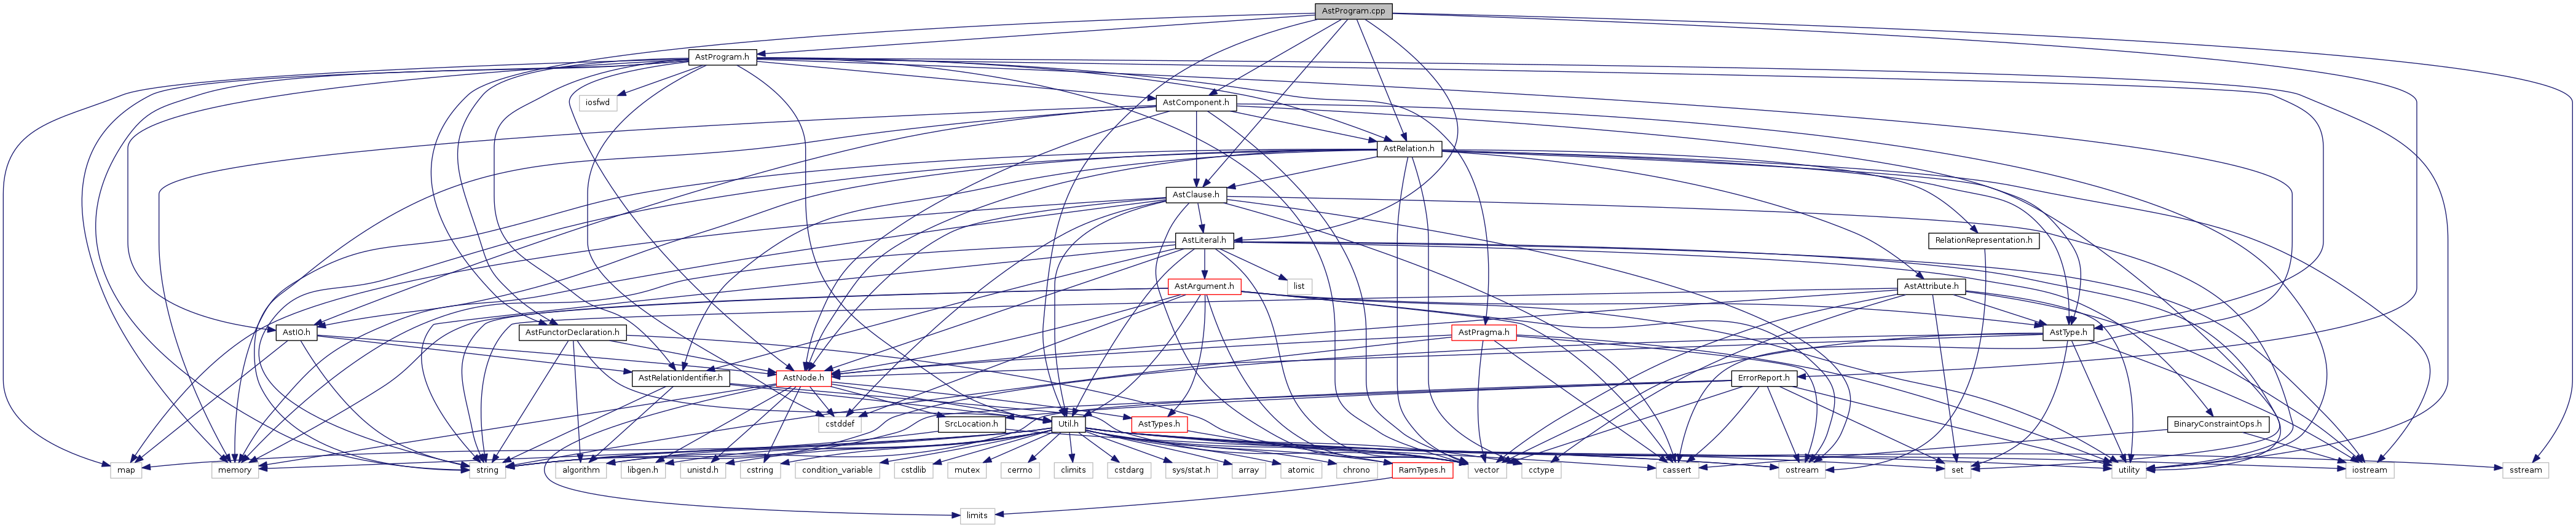 AstProgram.cpp
AstProgram.h
iosfwd
AstComponent.h
AstRelation.h
AstClause.h
AstLiteral.h
RelationRepresentation.h
AstArgument.h
list
AstAttribute.h
AstIO.h
AstFunctorDeclaration.h
AstPragma.h
AstType.h
AstRelationIdentifier.h
AstNode.h
ErrorReport.h
cstddef
SrcLocation.h
Util.h
AstTypes.h
BinaryConstraintOps.h
map
memory
string
algorithm
libgen.h
unistd.h
cstring
condition_variable
cstdlib
mutex
cerrno
climits
cstdarg
sys/stat.h
array
atomic
chrono
RamTypes.h
vector
cctype
cassert
ostream
set
utility
iostream
sstream
limits